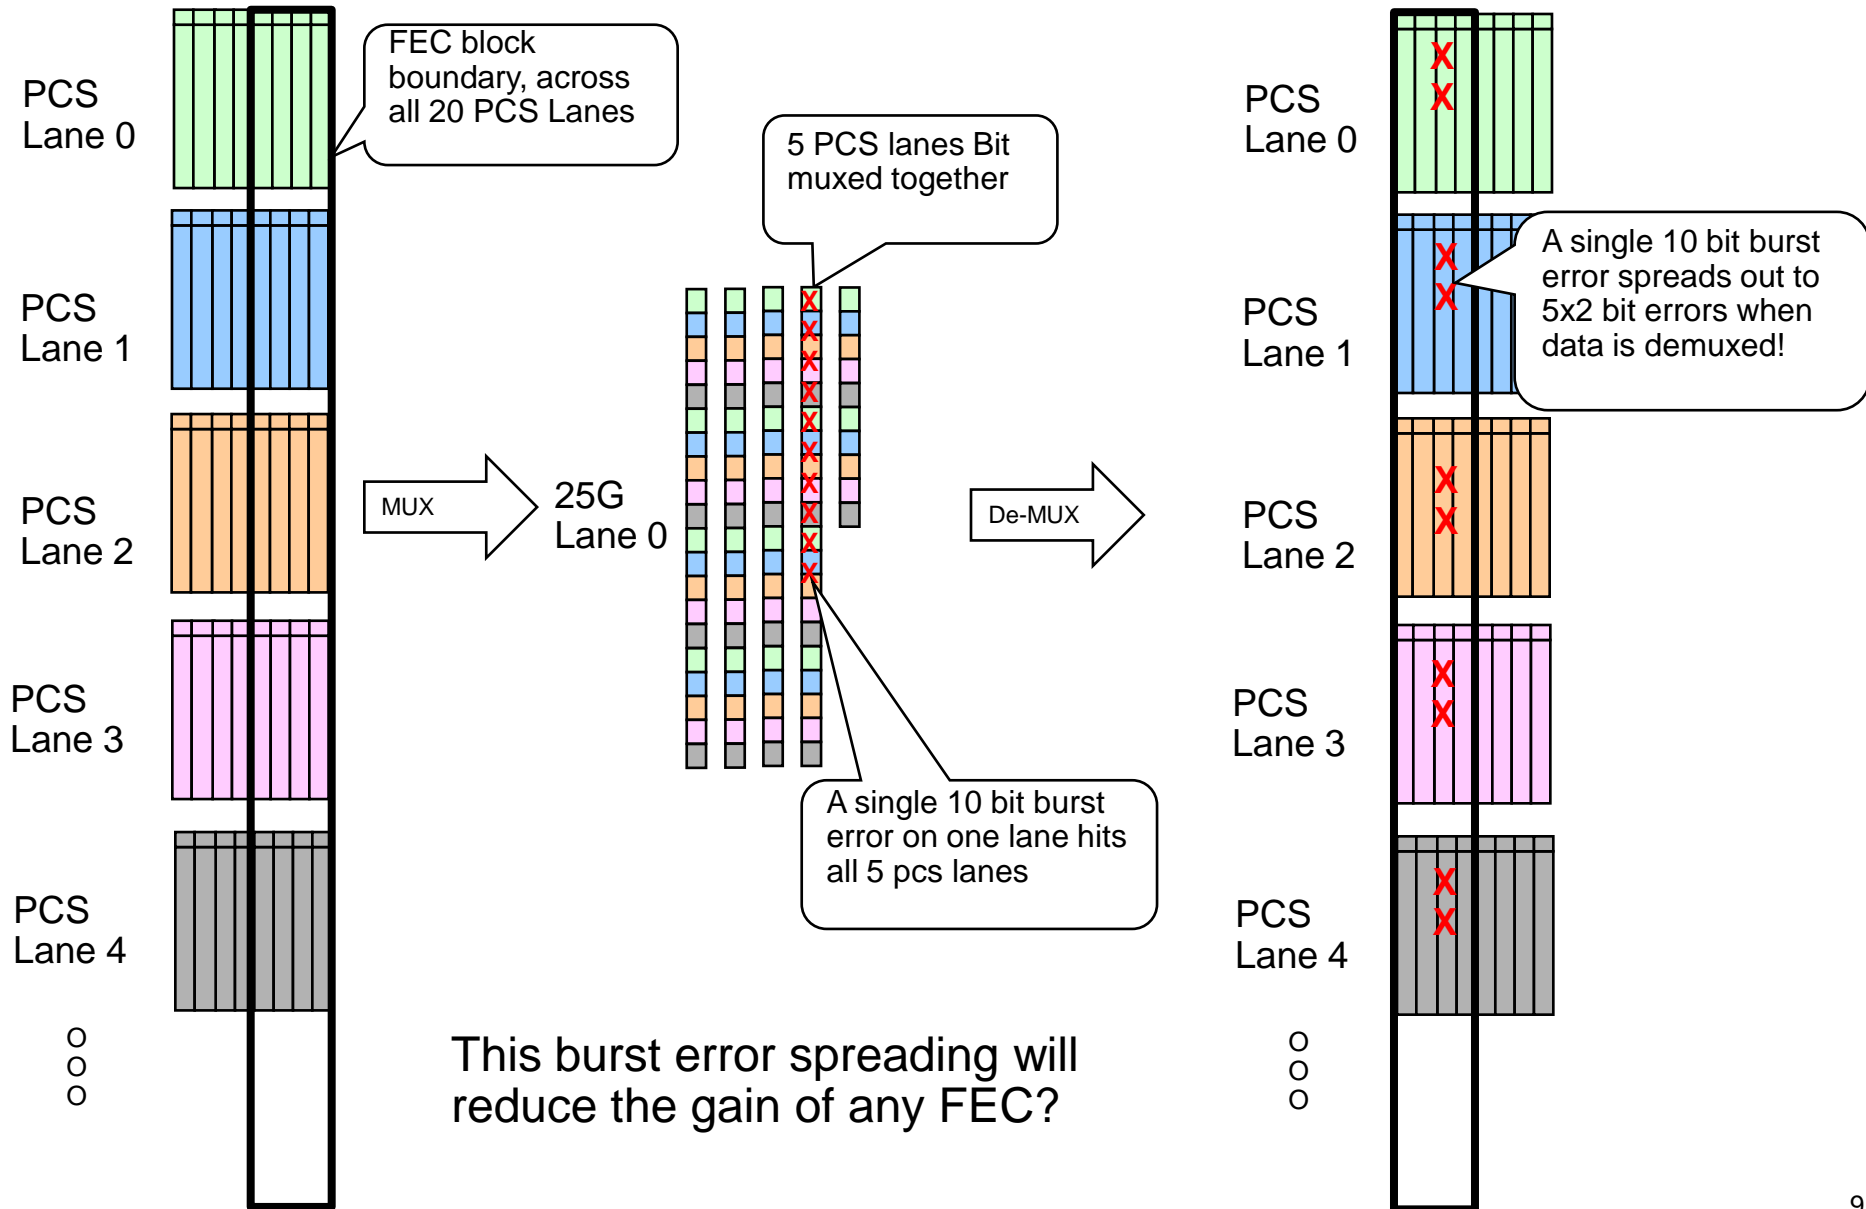 PCS
Lane 0
PCS
Lane 1
PCS
Lane 2
PCS
Lane 3
PCS
Lane 4
O
O
O
FEC block
boundary, across
all 20 PCS Lanes
MUX
25G
Lane 0
5 PCS lanes Bit
muxed together
X
X
X
X
X
X
X
X
X
X
A single 10 bit burst
error on one lane hits
all 5 pcs lanes
De-MUX
PCS
Lane 0
X
X
PCS
Lane 1
X
X
A single 10 bit burst
error spreads out to
5x2 bit errors when
data is demuxed!
PCS
Lane 2
X
X
PCS
Lane 3
X
X
PCS
Lane 4
X
X
O
O
O
This burst error spreading will
reduce the gain of any FEC?
9